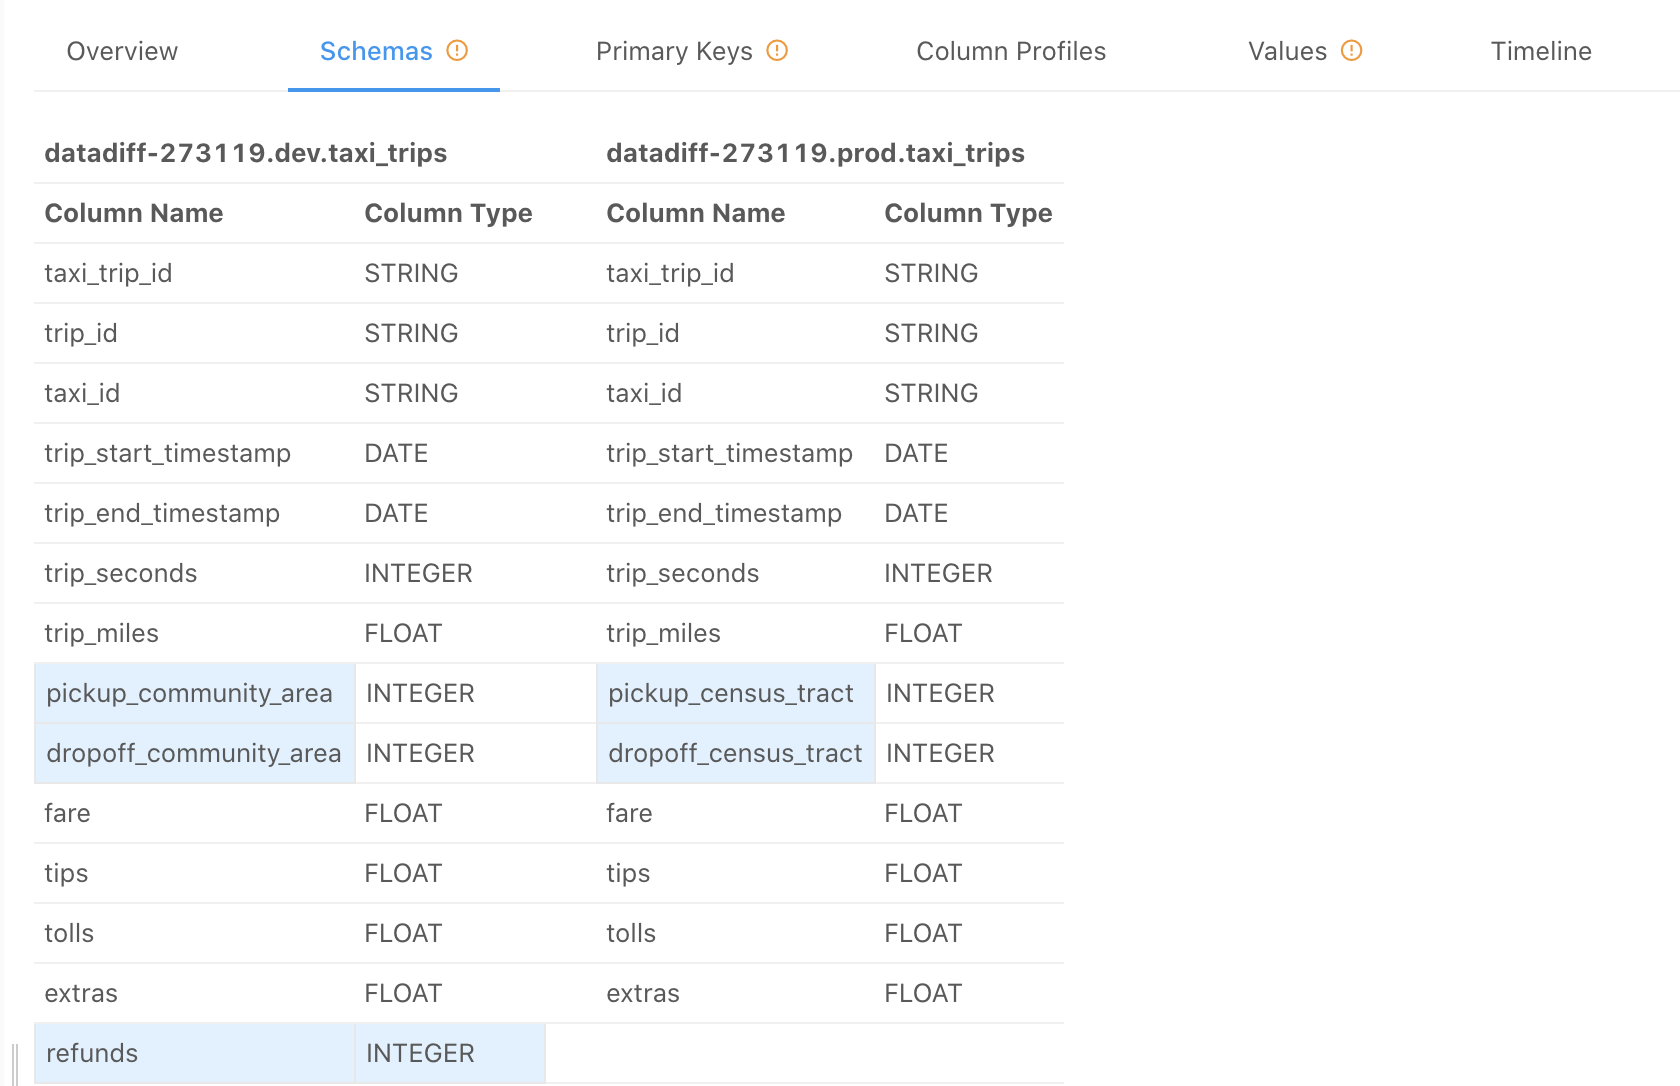 Overview Schemas Primary Keys Column Profiles Values Timeline
datadiff-273119.dev.taxi_trips datadiff-273119.prod.taxi_trips
Column Name Column Type Column Name Column Type
taxi_trip_id STRING taxi_trip_id STRING
trip_id STRING trip_id STRING
taxi_id STRING taxi_id STRING
trip_start_timestamp DATE trip_start_timestamp DATE
trip_end_timestamp DATE trip_end_timestamp DATE
trip_seconds INTEGER trip_seconds INTEGER
trip_miles FLOAT trip_miles FLOAT
pickup_community_area INTEGER pickup_census_tract INTEGER
dropoff_community_area INTEGER dropoff_census_tract INTEGER
fare FLOAT fare FLOAT
tips FLOAT tips FLOAT
tolls FLOAT tolls FLOAT
extras FLOAT extras FLOAT
refunds INTEGER